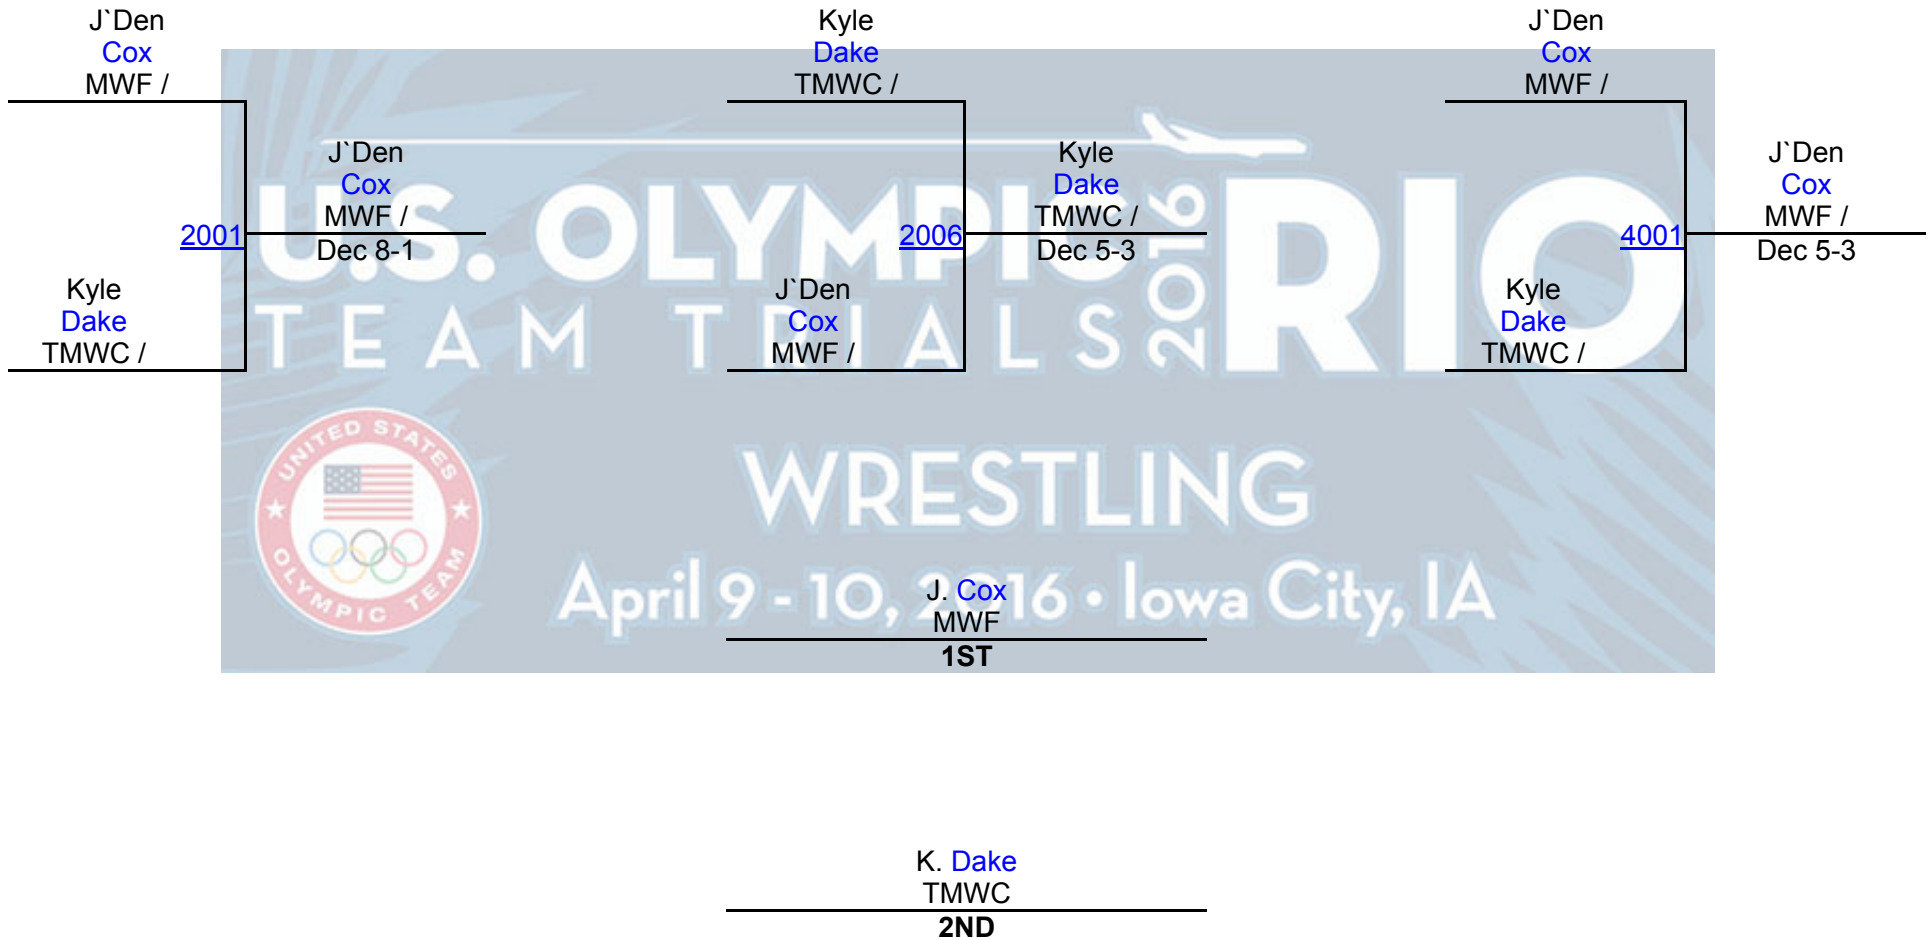 J`Den
Cox
MWF /
2001
J`Den
Cox
MWF /
Dec 8-1
Kyle
Dake
TMWC /
Kyle
Dake
TMWC /
2006
Kyle
Dake
TMWC /
Dec 5-3
J`Den
Cox
MWF /
J`Den
Cox
MWF /
4001
J`Den
Cox
MWF /
Dec 5-3
Kyle
Dake
TMWC /
U.S. OLYMPIC
TEAM TRIALS
2016
RIO
UNITED STATES
OLYMPIC TEAM
WRESTLING
April 9 - 10, 2016 • Iowa City, IA
J. Cox
MWF
1ST
K. Dake
TMWC
2ND